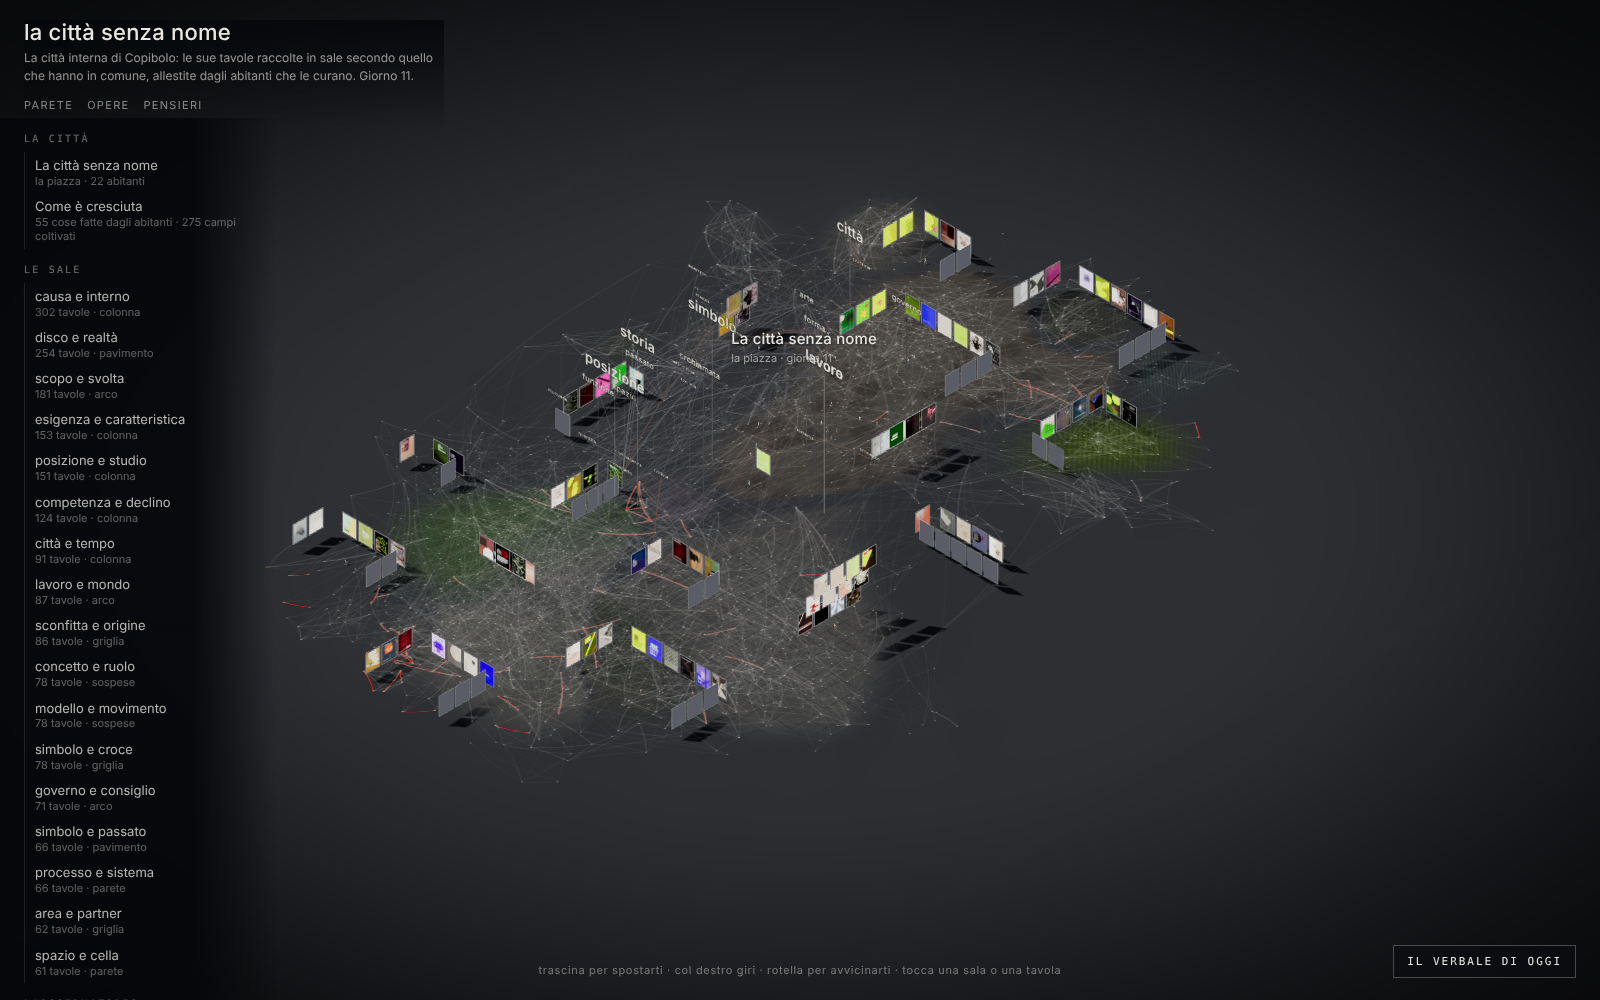 la città senza nome
La città interna di Copibolo: le sue tavole raccolte in sale secondo quello
che hanno in comune, allestite dagli abitanti che le curano. Giorno 11.
PARETE OPERE PENSIERI
LA CITTÀ
La città senza nome
la piazza · 22 abitanti
Come è cresciuta
55 cose fatte dagli abitanti · 275 campi
coltivati
LE SALE
causa e interno
302 tavole · colonna
disco e realtà
254 tavole · pavimento
scopo e svolta
181 tavole · arco
esigenza e caratteristica
153 tavole · colonna
posizione e studio
151 tavole · colonna
competenza e declino
124 tavole · colonna
città e tempo
91 tavole · colonna
lavoro e mondo
87 tavole · arco
sconfitta e origine
86 tavole · griglia
concetto e ruolo
78 tavole · sospese
modello e movimento
78 tavole · sospese
simbolo e croce
78 tavole · griglia
governo e consiglio
71 tavole · arco
simbolo e passato
66 tavole · pavimento
processo e sistema
66 tavole · parete
area e partner
62 tavole · griglia
spazio e cella
61 tavole · parete
città
simbolo
arte
governo
forma
storia
passato
La città senza nome
la piazza · giorno 11
lavoro
posizione
trascina per spostarti · col destro giri · rotella per avvicinarti · tocca una sala o una tavola
IL VERBALE DI OGGI